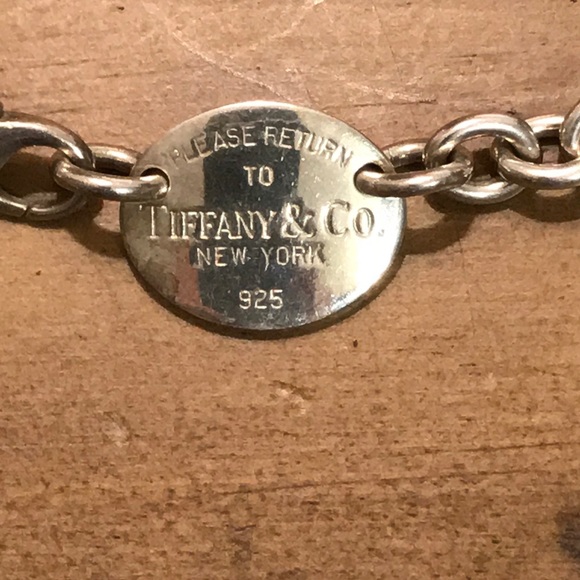 PLEASE RETURN
TO
TIFFANY & CO.
NEW YORK
925